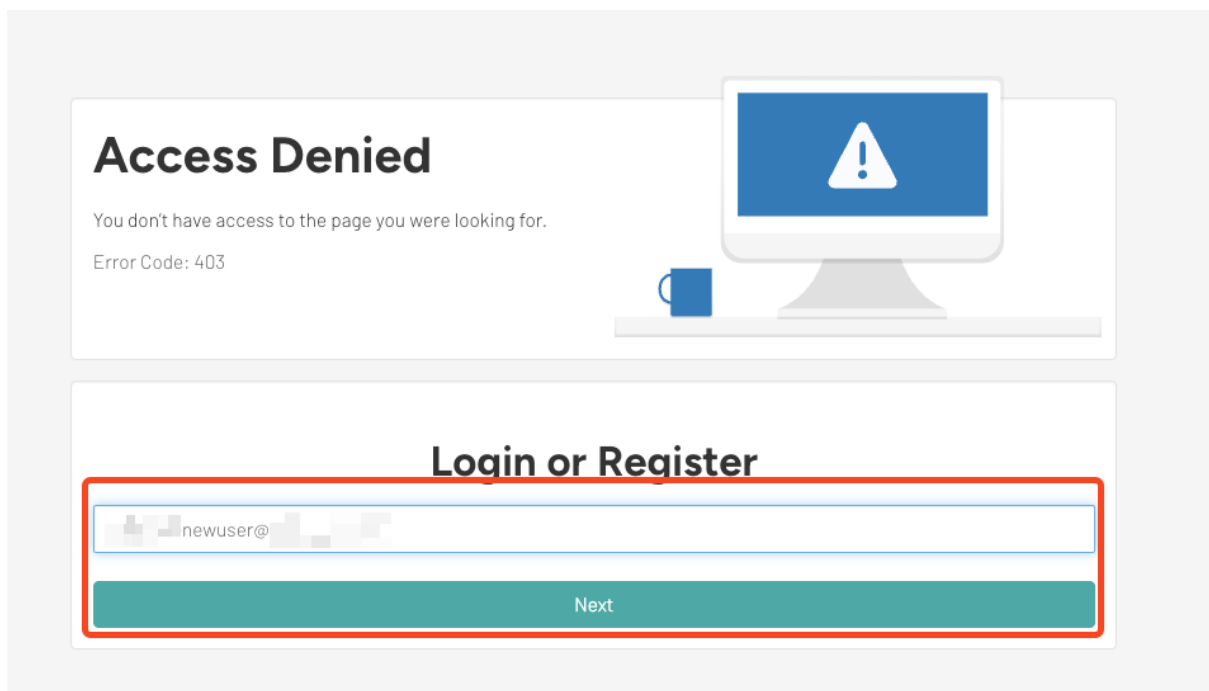 Access Denied
You don't have access to the page you were looking for.
Error Code: 403
Login or Register
newuser@
Next